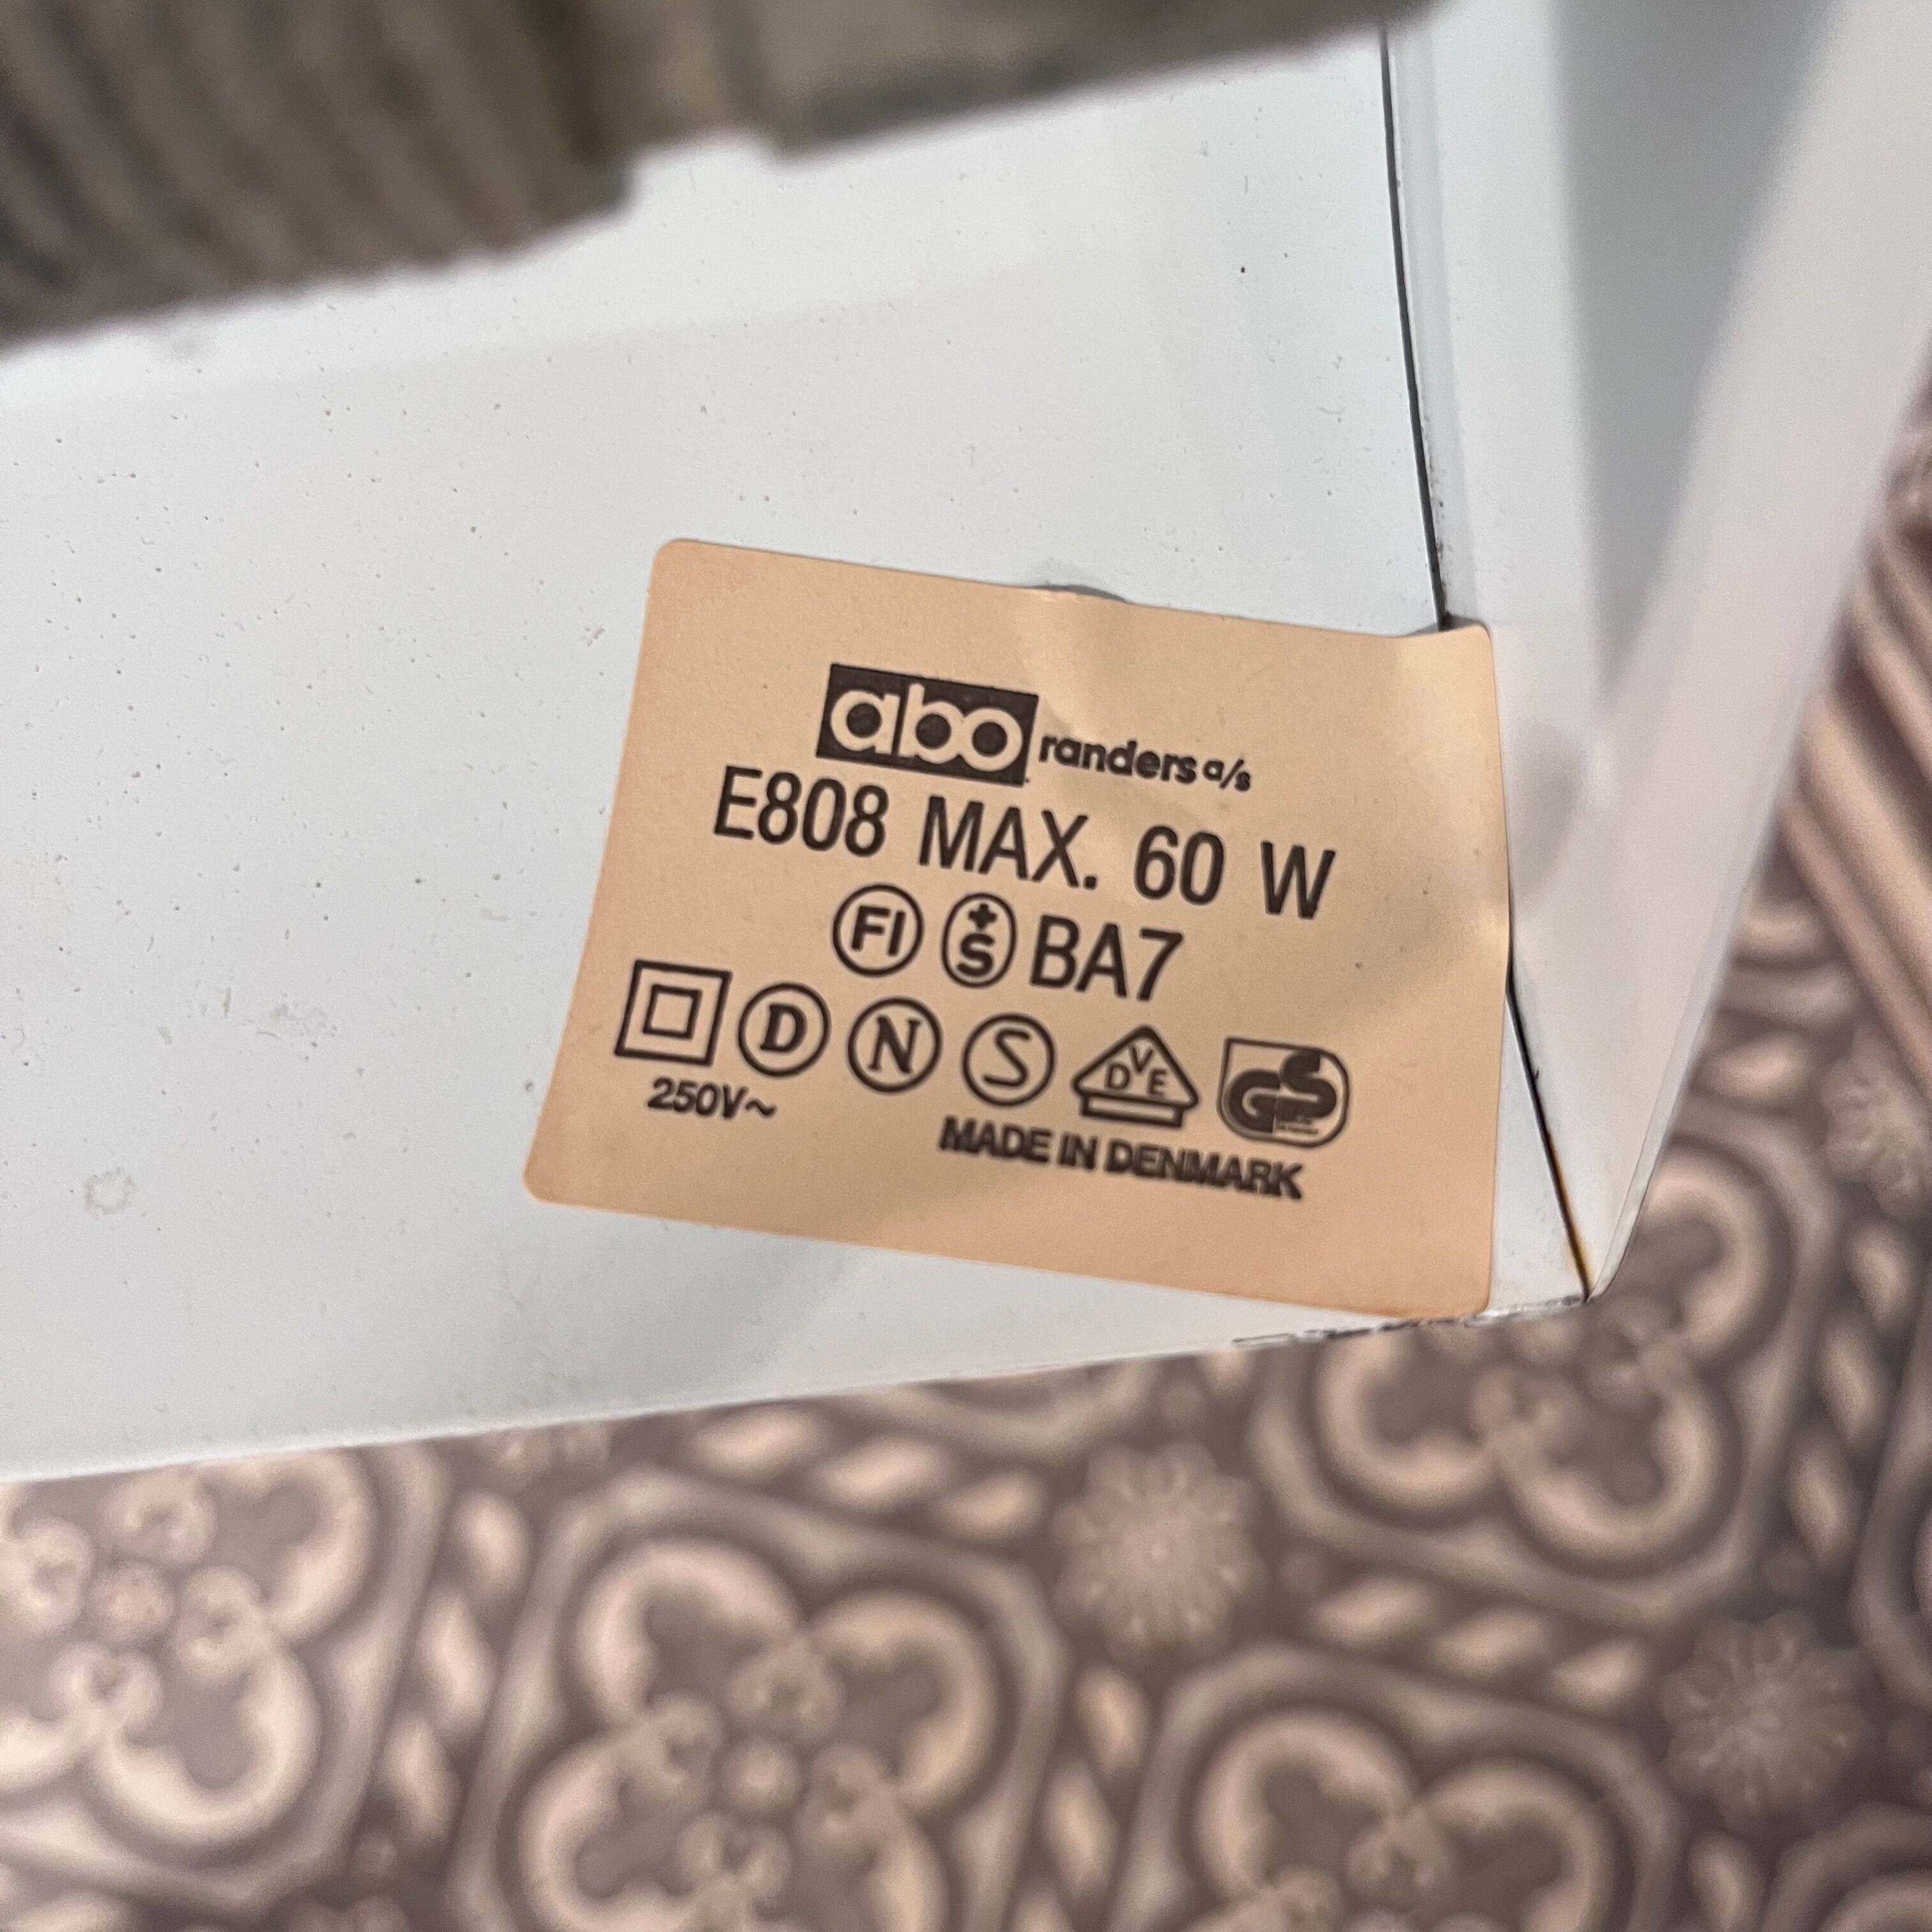 abo randers a/s
E808 MAX. 60 W
FI +S BA7
D N S DVE GS
250V~
MADE IN DENMARK